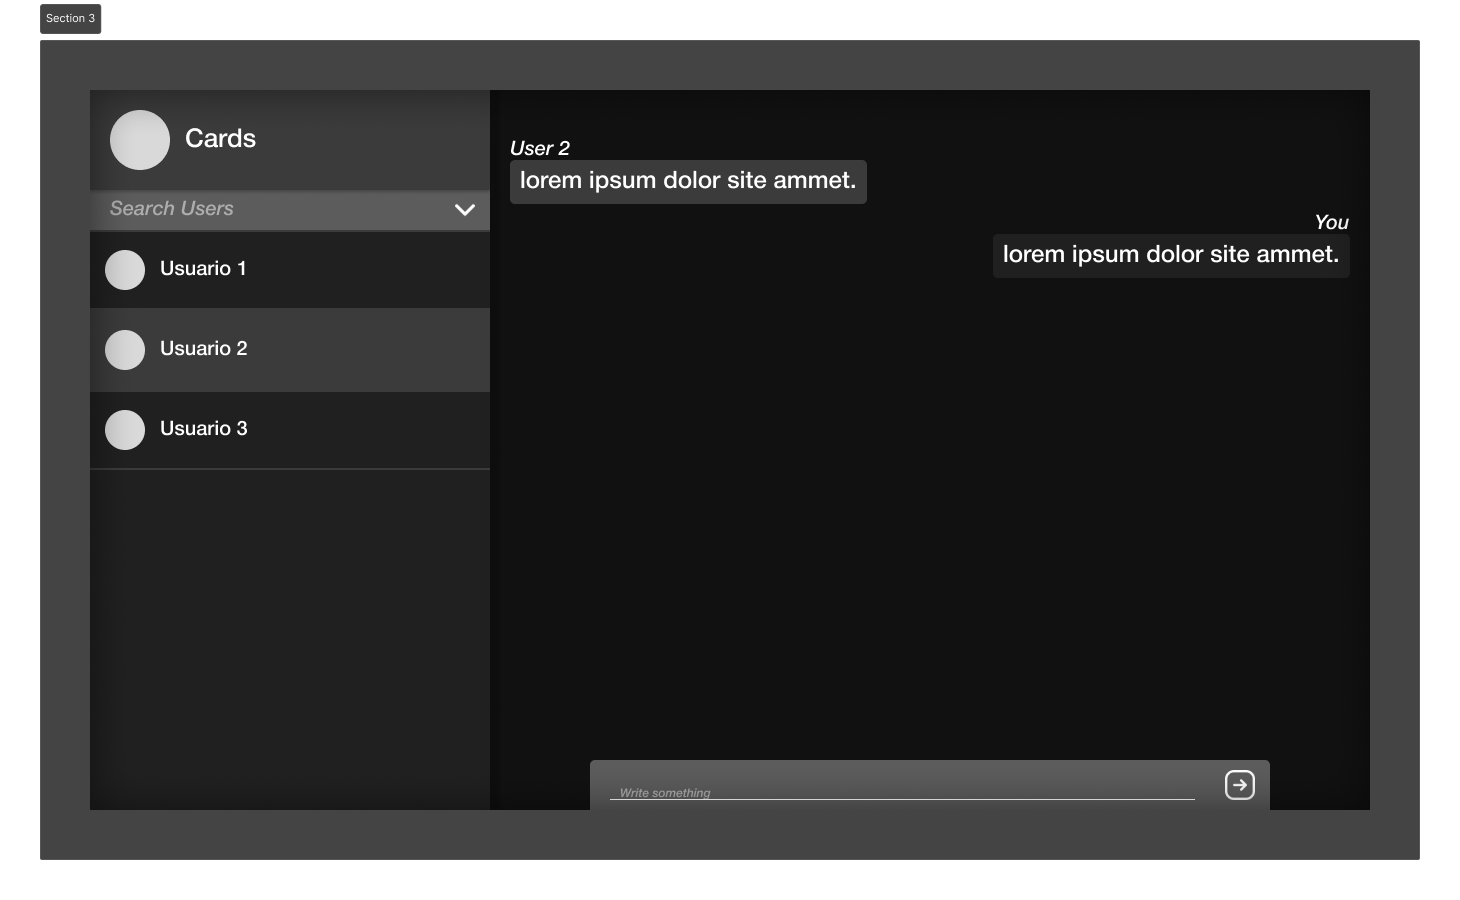 Section 3
Cards
Search Users
Usuario 1
Usuario 2
Usuario 3
User 2
lorem ipsum dolor site ammet.
You
lorem ipsum dolor site ammet.
Write something